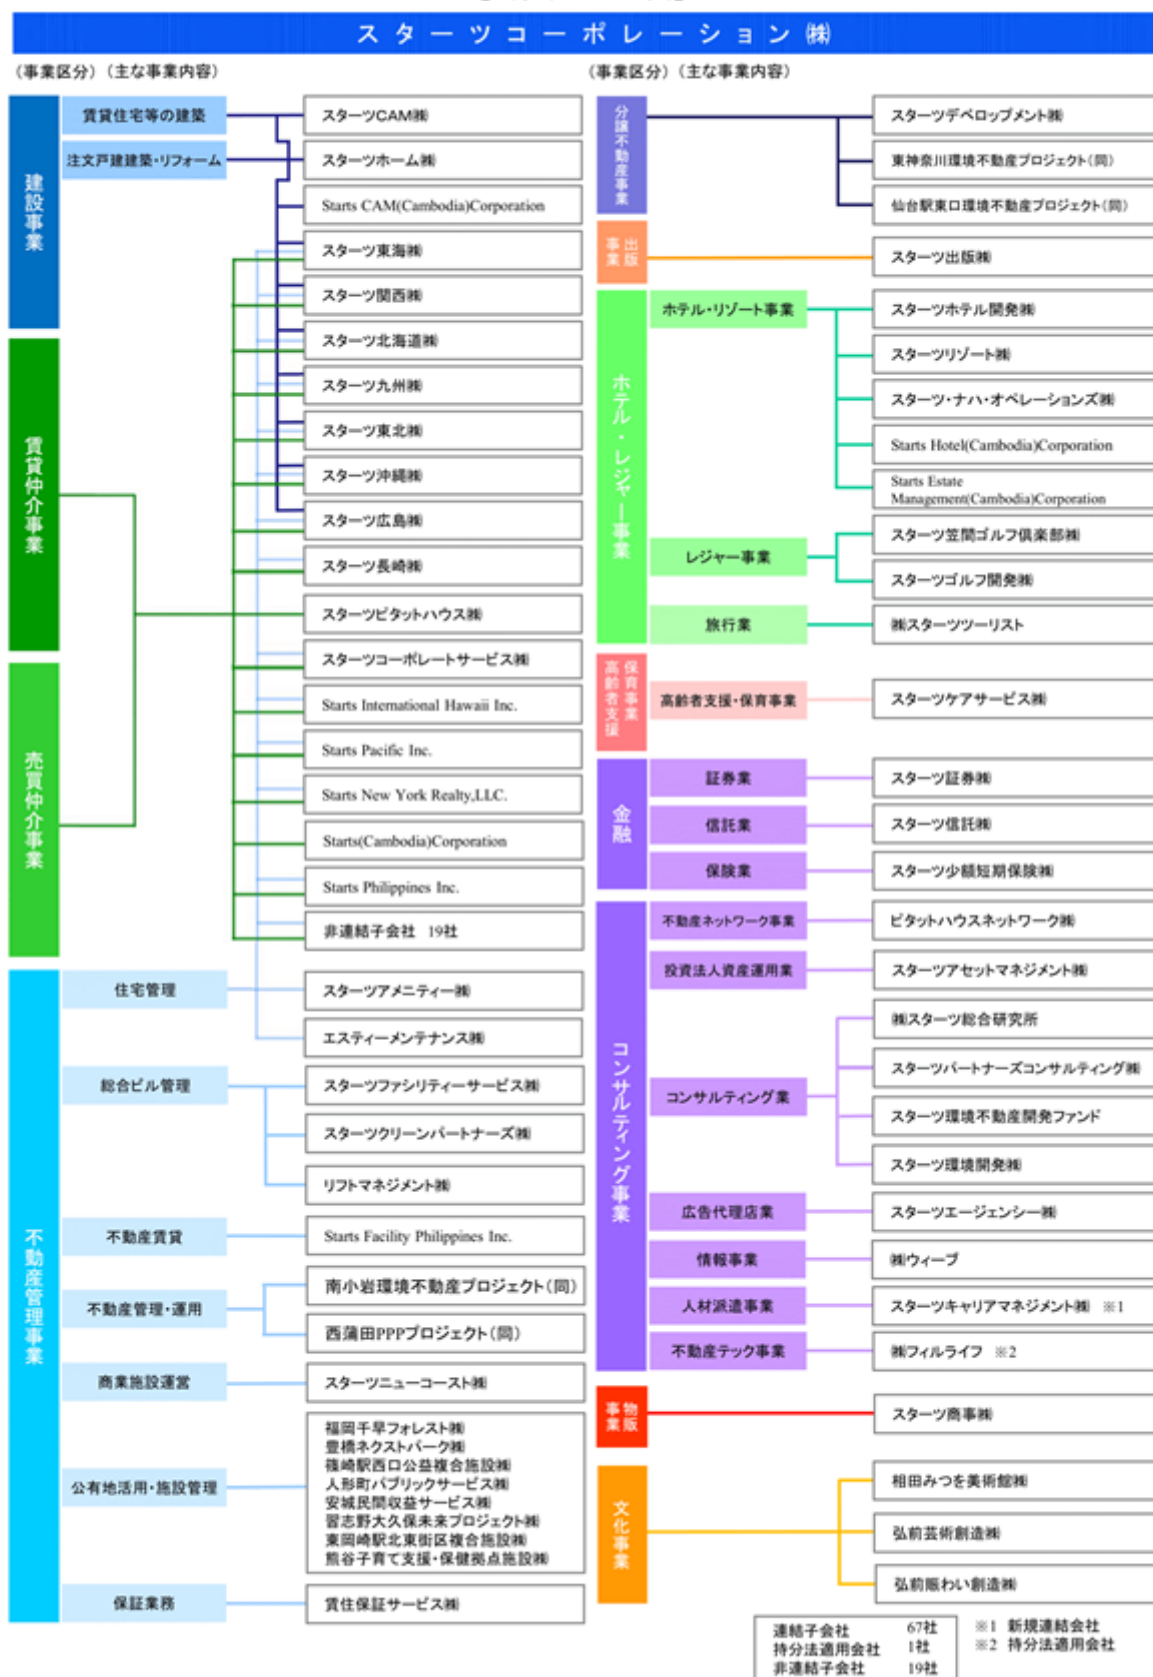 スターツコーポレーション㈱
(事業区分) (主な事業内容)
建設事業
賃貸住宅等の建築
注文戸建建築・リフォーム
スターツCAM㈱
スターツホーム㈱
Starts CAM(Cambodia)Corporation
スターツ東海㈱
スターツ関西㈱
スターツ北海道㈱
スターツ九州㈱
スターツ東北㈱
スターツ沖縄㈱
スターツ広島㈱
スターツ長崎㈱
賃貸仲介事業
売買仲介事業
スターツピタットハウス㈱
スターツコーポレートサービス㈱
Starts International Hawaii Inc.
Starts Pacific Inc.
Starts New York Realty,LLC.
Starts(Cambodia)Corporation
Starts Philippines Inc.
非連結子会社 19社
不動産管理事業
住宅管理
スターツアメニティー㈱
エスティーメンテナンス㈱
総合ビル管理
スターツファシリティーサービス㈱
スターツクリーンパートナーズ㈱
リフトマネジメント㈱
不動産賃貸
Starts Facility Philippines Inc.
不動産管理・運用
南小岩環境不動産プロジェクト(同)
西蒲田PPPプロジェクト(同)
商業施設運営
スターツニューコースト㈱
公有地活用・施設管理
福岡千早フォレスト㈱
豊橋ネクストパーク㈱
篠崎駅西口公益複合施設㈱
人形町パブリックサービス㈱
安城民間収益サービス㈱
習志野大久保未来プロジェクト㈱
東岡崎駅北東街区複合施設㈱
熊谷子育て支援・保健拠点施設㈱
保証業務
賃住保証サービス㈱
(事業区分) (主な事業内容)
分譲不動産事業
スターツデベロップメント㈱
東神奈川環境不動産プロジェクト(同)
仙台駅東口環境不動産プロジェクト(同)
出版
事業
スターツ出版㈱
ホテル・レジャー事業
ホテル・リゾート事業
スターツホテル開発㈱
スターツリゾート㈱
スターツ・ナハ・オペレーションズ㈱
Starts Hotel(Cambodia)Corporation
Starts Estate
Management(Cambodia)Corporation
レジャー事業
スターツ笠間ゴルフ倶楽部㈱
スターツゴルフ開発㈱
旅行業
㈱スターツツーリスト
保育事業
高齢者支援
高齢者支援・保育事業
スターツケアサービス㈱
金融
証券業
スターツ証券㈱
信託業
スターツ信託㈱
保険業
スターツ少額短期保険㈱
コンサルティング事業
不動産ネットワーク事業
ピタットハウスネットワーク㈱
投資法人資産運用業
スターツアセットマネジメント㈱
コンサルティング業
㈱スターツ総合研究所
スターツパートナーズコンサルティング㈱
スターツ環境不動産開発ファンド
スターツ環境開発㈱
広告代理店業
スターツエージェンシー㈱
情報事業
㈱ウィーブ
人材派遣事業
スターツキャリアマネジメント㈱ ※1
不動産テック事業
㈱フィルライフ ※2
物販
事業
スターツ商事㈱
文化事業
相田みつを美術館㈱
弘前芸術創造㈱
弘前賑わい創造㈱
連結子会社 67社
持分法適用会社 1社
非連結子会社 19社
※1 新規連結会社
※2 持分法適用会社